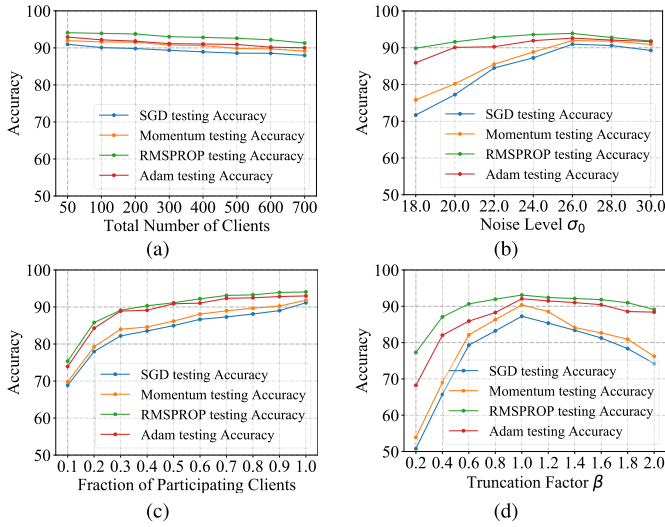 100
90
80
70
60
50
Accuracy
SGD testing Accuracy
Momentum testing Accuracy
RMSPROP testing Accuracy
Adam testing Accuracy
50 100 200 300 400 500 600 700
Total Number of Clients
(a)
100
90
80
70
60
50
Accuracy
SGD testing Accuracy
Momentum testing Accuracy
RMSPROP testing Accuracy
Adam testing Accuracy
18.0 20.0 22.0 24.0 26.0 28.0 30.0
Noise Level σ₀
(b)
100
90
80
70
60
50
Accuracy
SGD testing Accuracy
Momentum testing Accuracy
RMSPROP testing Accuracy
Adam testing Accuracy
0.1 0.2 0.3 0.4 0.5 0.6 0.7 0.8 0.9 1.0
Fraction of Participating Clients
(c)
100
90
80
70
60
50
Accuracy
SGD testing Accuracy
Momentum testing Accuracy
RMSPROP testing Accuracy
Adam testing Accuracy
0.2 0.4 0.6 0.8 1.0 1.2 1.4 1.6 1.8 2.0
Truncation Factor β
(d)